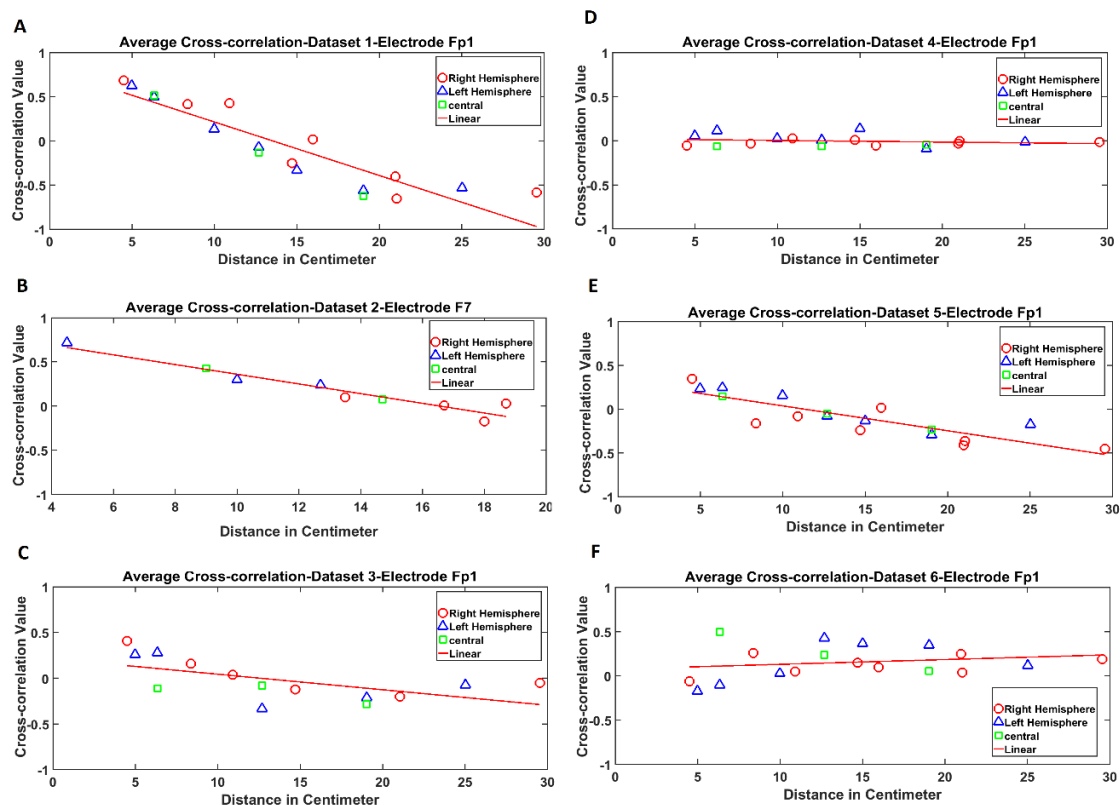 A
Average Cross-correlation-Dataset 1-Electrode Fp1
Cross-correlation Value
1
0.5
0
-0.5
-1
0 5 10 15 20 25 30
Distance in Centimeter
Right Hemisphere
Left Hemisphere
central
Linear
B
Average Cross-correlation-Dataset 2-Electrode F7
Cross-correlation Value
1
0.5
0
-0.5
-1
4 6 8 10 12 14 16 18 20
Distance in Centimeter
Right Hemisphere
Left Hemisphere
central
Linear
C
Average Cross-correlation-Dataset 3-Electrode Fp1
Cross-correlation Value
1
0.5
0
-0.5
-1
0 5 10 15 20 25 30
Distance in Centimeter
Right Hemisphere
Left Hemisphere
central
Linear
D
Average Cross-correlation-Dataset 4-Electrode Fp1
Cross-correlation Value
1
0.5
0
-0.5
-1
0 5 10 15 20 25 30
Distance in Centimeter
Right Hemisphere
Left Hemisphere
central
Linear
E
Average Cross-correlation-Dataset 5-Electrode Fp1
Cross-correlation Value
1
0.5
0
-0.5
-1
0 5 10 15 20 25 30
Distance in Centimeter
Right Hemisphere
Left Hemisphere
central
Linear
F
Average Cross-correlation-Dataset 6-Electrode Fp1
Cross-correlation Value
1
0.5
0
-0.5
-1
0 5 10 15 20 25 30
Distance in Centimeter
Right Hemisphere
Left Hemisphere
central
Linear